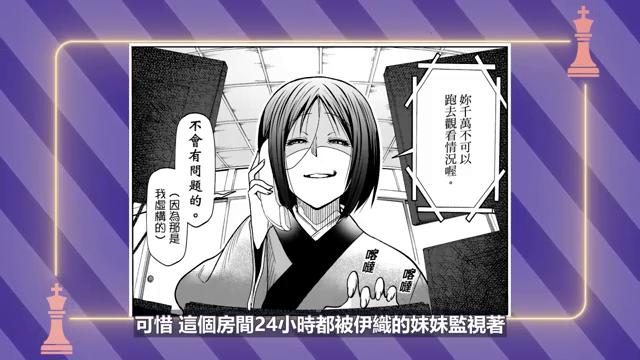 妳千萬不可以
跑去觀看情況喔。
不會有問題的。
（因為那是
我虛構的）
喀噠
喀噠
可惜 這個房間24小時都被伊織的妹妹監視著